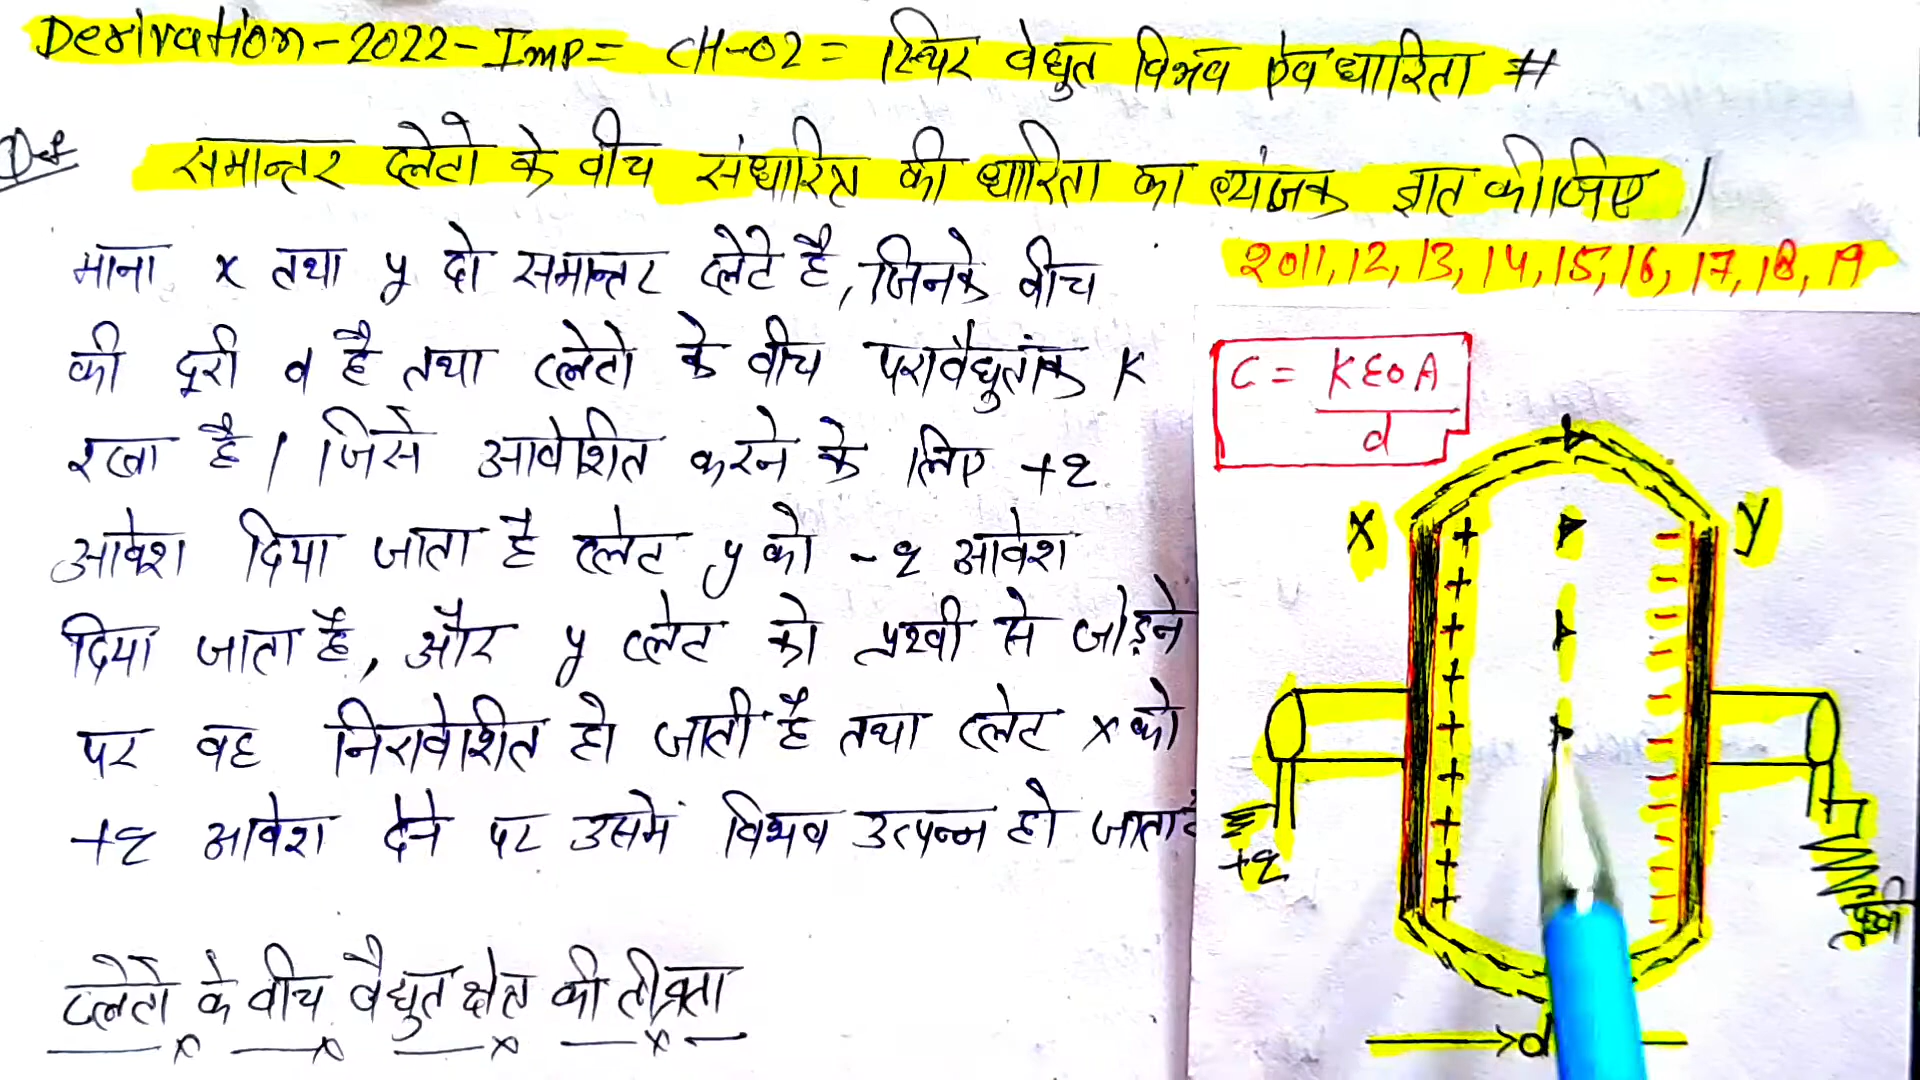 Derivation-2022-Imp= CH-02 = स्थिर वेधुत विभव एंव धारिता #
समान्तर प्लेटो के बीच संधारित्र की धारिता का व्यंजक ज्ञात कीजिए।
2011,12,13,14,15,16,17,18,19
माना x तथा y दो समान्तर प्लेटे है, जिनके बीच
की दूरी d है तथा प्लेटो के बीच परावैधुतांक K
रखा है। जिसे आवेशित करने के लिए +q
आवेश दिया जाता है प्लेट y को -q आवेश
दिया जाता है, और y प्लेट को प्रथ्वी से जोड़ने
पर वह निरावेशित हो जाती है तथा प्लेट x को
+q आवेश देने पर उसमें विभव उत्पन्न हो जाता है
प्लेटो के बीच वैधुत क्षेत्र की तीव्रता
C = Kε0A
d
x
y
+q
d